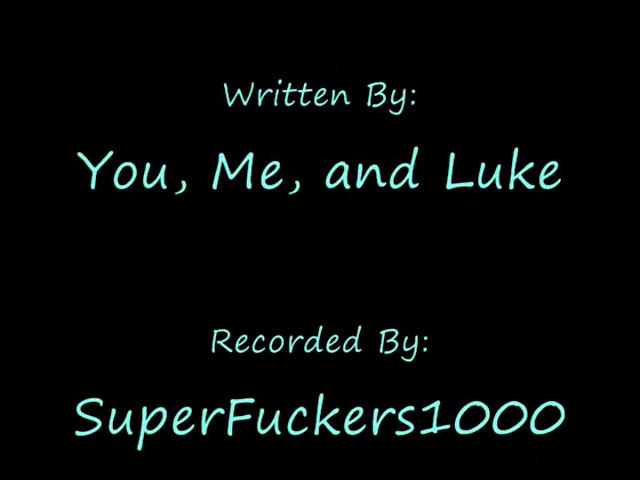 Written By:
You, Me, and Luke
Recorded By:
SuperFuckers1000